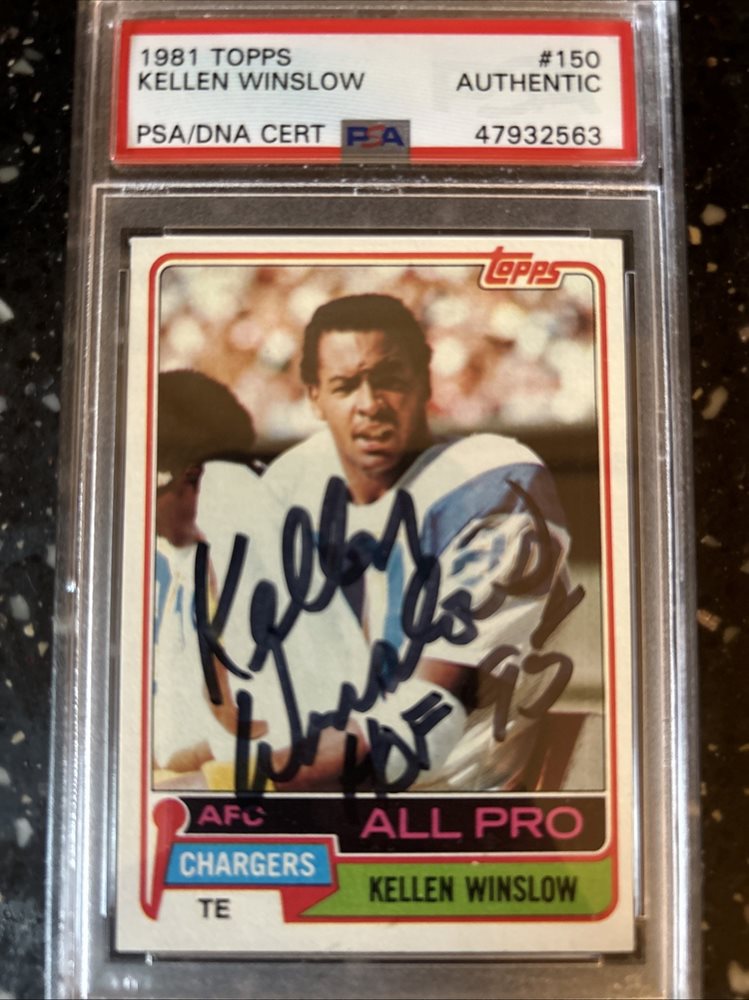 1981 TOPPS #150
KELLEN WINSLOW AUTHENTIC
PSA/DNA CERT PSA 47932563
topps
Kellen
Winslow
HOF 95
AFC ALL PRO
CHARGERS
KELLEN WINSLOW
TE